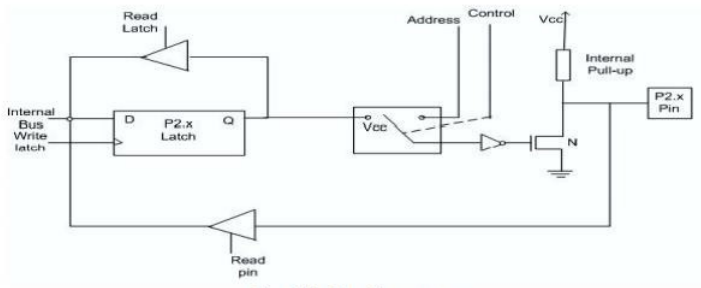 Read
Latch
Address
Control
Vcc
Internal
Pull-up
P2.x
Pin
Internal
Bus
Write
latch
D
P2.x
Latch
Q
Vcc
N
Read
pin